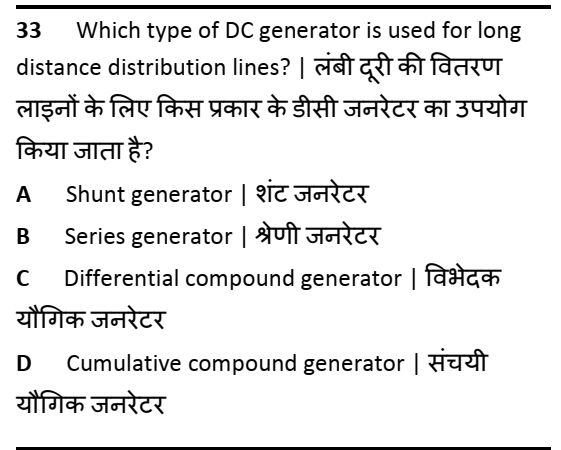 33 Which type of DC generator is used for long
distance distribution lines? | लंबी दूरी की वितरण
लाइनों के लिए किस प्रकार के डीसी जनरेटर का उपयोग
किया जाता है?
A Shunt generator | शंट जनरेटर
B Series generator | श्रेणी जनरेटर
C Differential compound generator | विभेदक
यौगिक जनरेटर
D Cumulative compound generator | संचयी
यौगिक जनरेटर